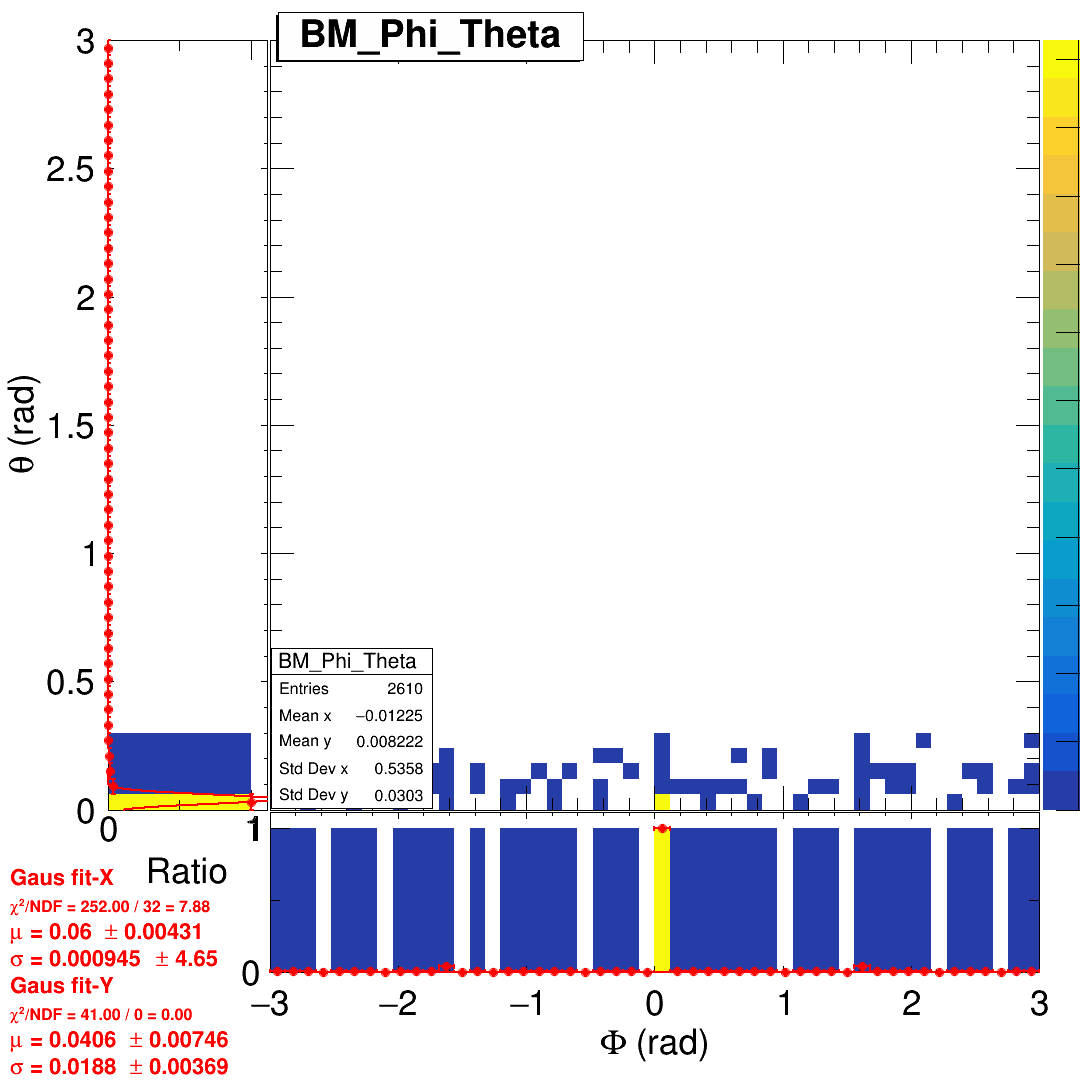 BM_Phi_Theta
3
2.5
2
1.5
1
0.5
0
θ (rad)
BM_Phi_Theta
Entries 2610
Mean x −0.01225
Mean y 0.008222
Std Dev x 0.5358
Std Dev y 0.0303
0 1
Ratio
1
0
−3 −2 −1 0 1 2 3
Φ (rad)
Gaus fit-X
χ²/NDF = 252.00 / 32 = 7.88
μ = 0.06 ± 0.00431
σ = 0.000945 ± 4.65
Gaus fit-Y
χ²/NDF = 41.00 / 0 = 0.00
μ = 0.0406 ± 0.00746
σ = 0.0188 ± 0.00369